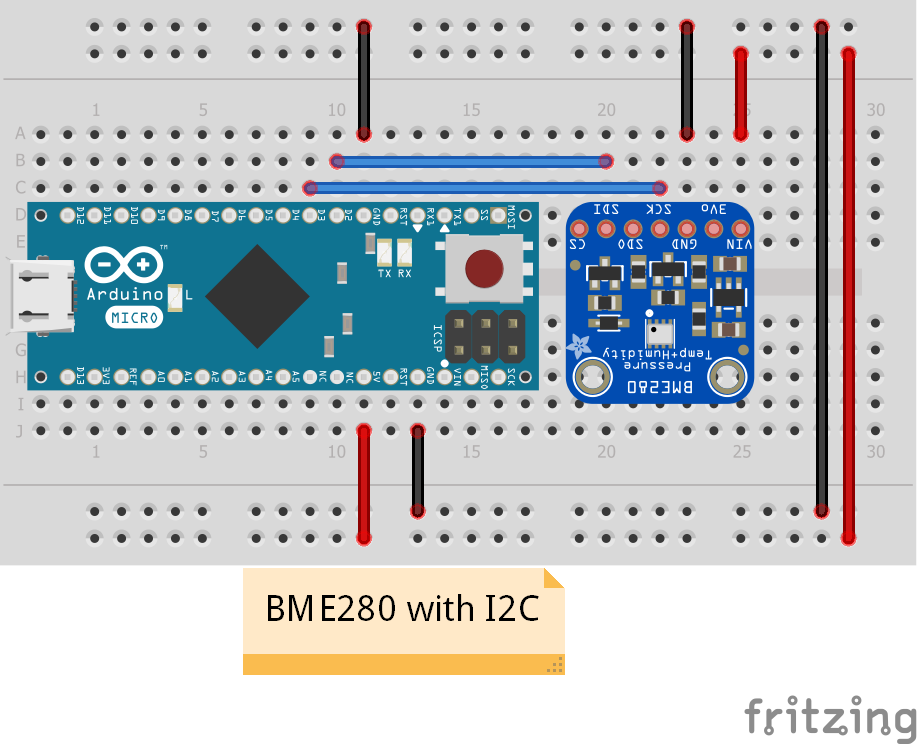 1 5 10 15 20 25 30
A
B
C
D
E
G
H
I
J
D12 D11 D10 D9 D8 D7 D6 D5 D4 D3 D2 GND RST RX1 TX1 SS MOSI
™
Arduino
MICRO
L
TX RX
ICSP
D13 3V3 REF A0 A1 A2 A3 A4 A5 NC NC 5V RST GND VIN MISO SCK
SDI SCK 3Vo
CS SDO GND VIN
Temp+Humidity
Pressure
BME280
1 5 10 15 20 25 30
BME280 with I2C
fritzing